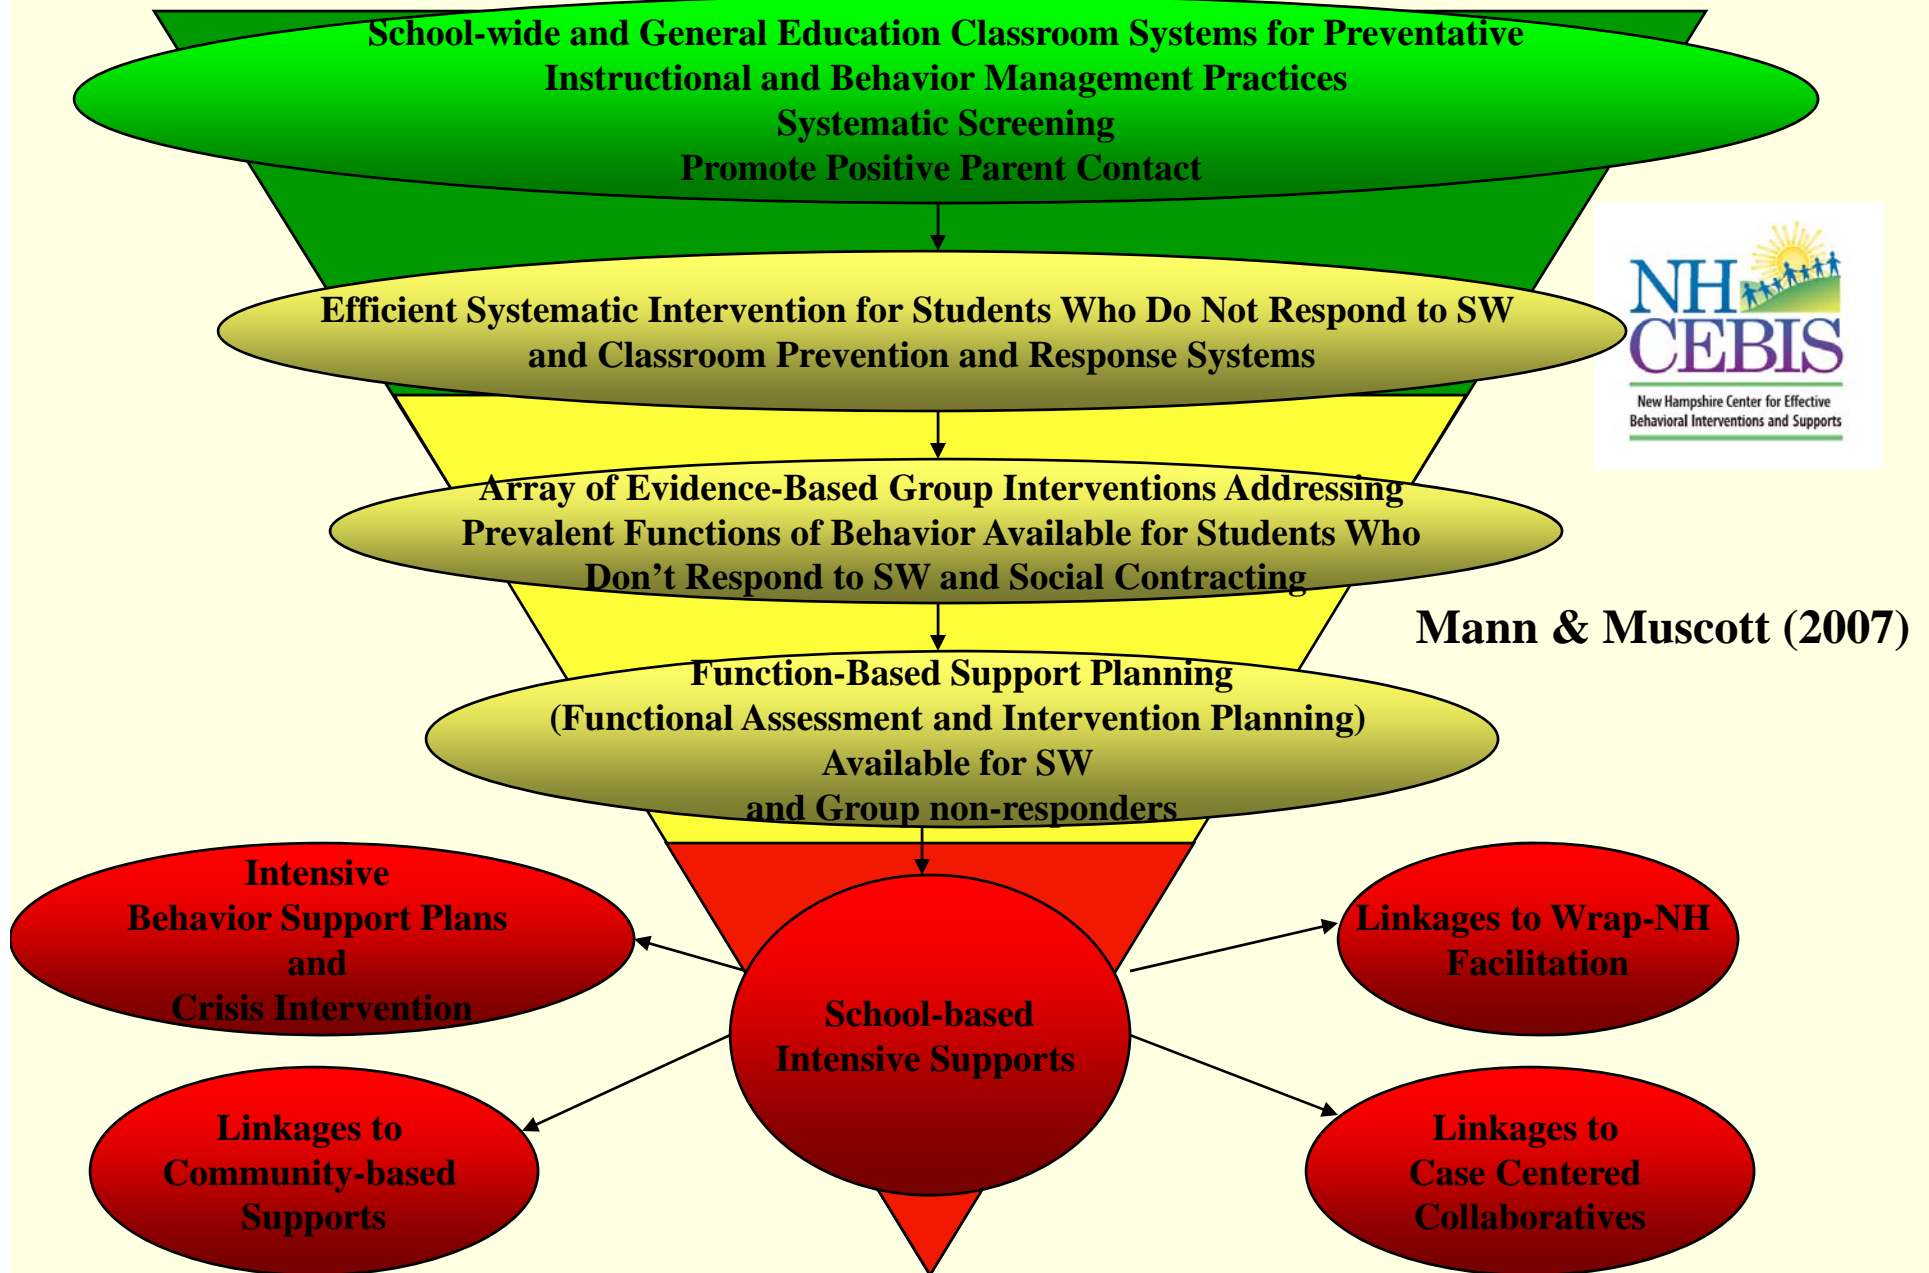 School-wide and General Education Classroom Systems for Preventative
Instructional and Behavior Management Practices
Systematic Screening
Promote Positive Parent Contact
NH
CEBIS
New Hampshire Center for Effective
Behavioral Interventions and Supports
Efficient Systematic Intervention for Students Who Do Not Respond to SW
and Classroom Prevention and Response Systems
Array of Evidence-Based Group Interventions Addressing
Prevalent Functions of Behavior Available for Students Who
Don’t Respond to SW and Social Contracting
Mann & Muscott (2007)
Function-Based Support Planning
(Functional Assessment and Intervention Planning)
Available for SW
and Group non-responders
Intensive
Behavior Support Plans
and
Crisis Intervention
Linkages to Wrap-NH
Facilitation
School-based
Intensive Supports
Linkages to
Community-based
Supports
Linkages to
Case Centered
Collaboratives